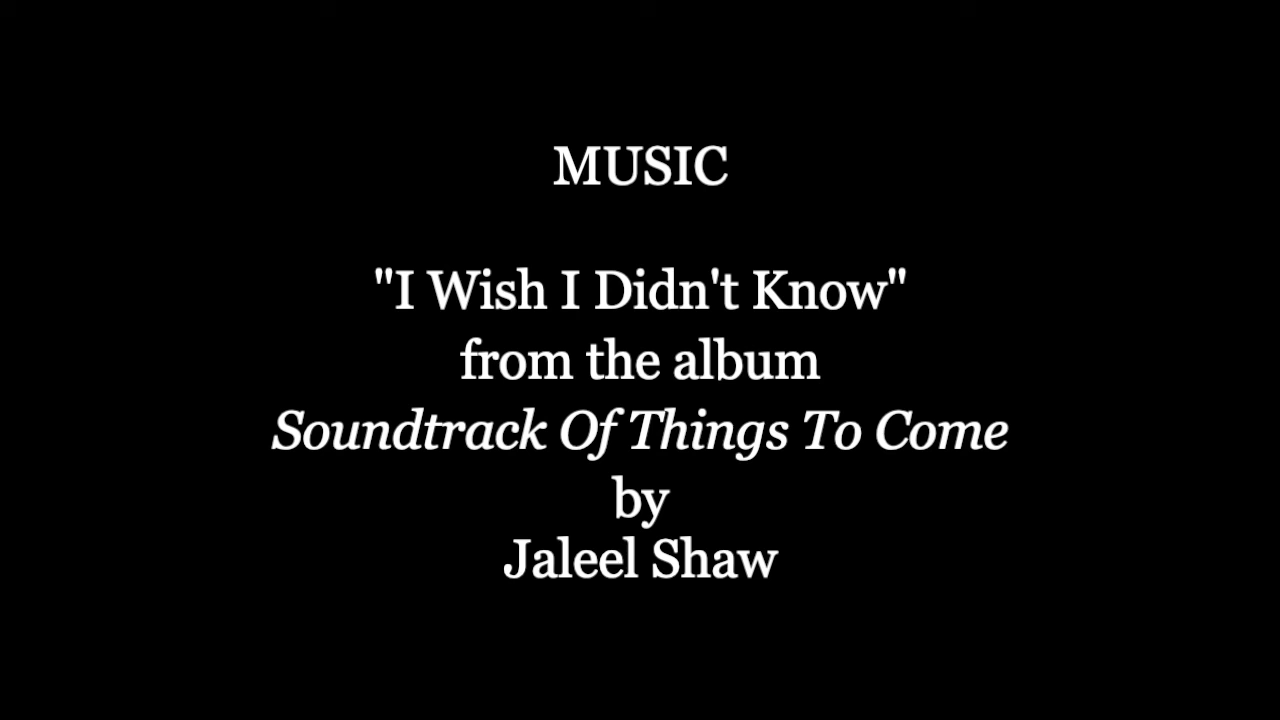 MUSIC
"I Wish I Didn't Know"
from the album
Soundtrack Of Things To Come
by
Jaleel Shaw